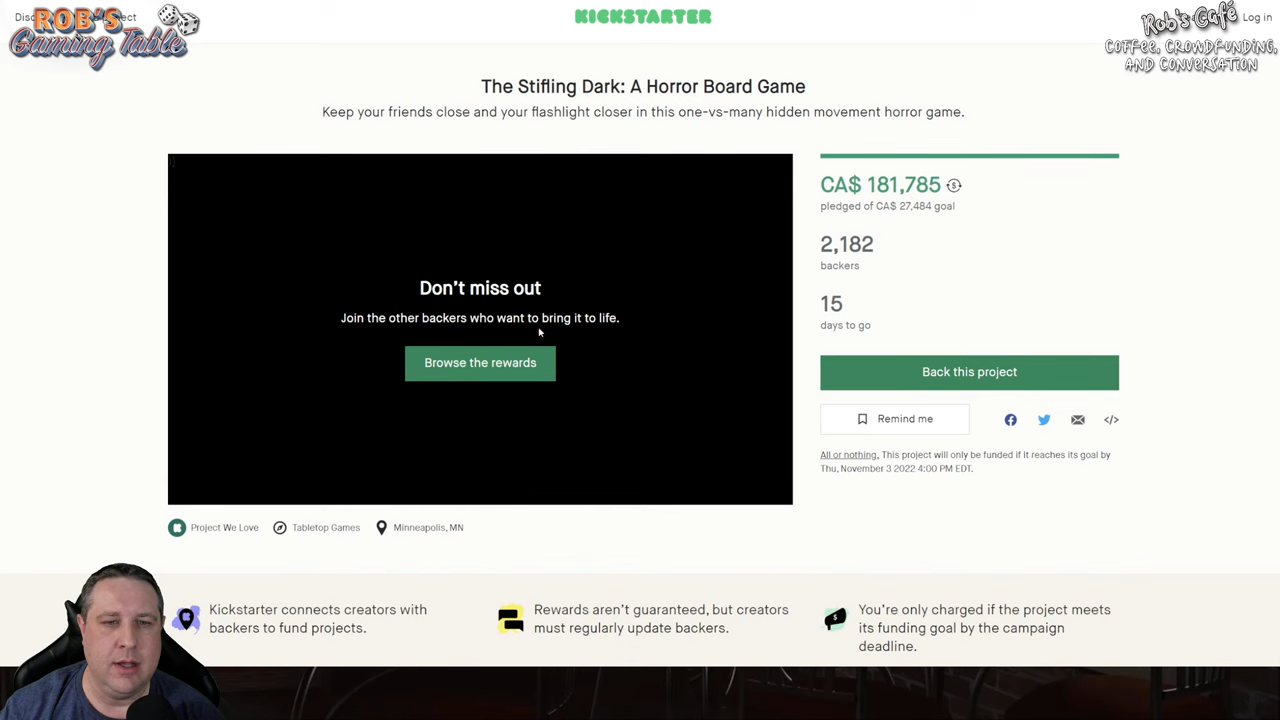 ROB'S
Gaming Table
KICKSTARTER
Log in
Rob's Café
COFFEE, CROWDFUNDING,
AND CONVERSATION
The Stifling Dark: A Horror Board Game
Keep your friends close and your flashlight closer in this one-vs-many hidden movement horror game.
Don't miss out
Join the other backers who want to bring it to life.
Browse the rewards
CA$ 181,785
pledged of CA$ 27,484 goal
2,182
backers
15
days to go
Back this project
Remind me
All or nothing. This project will only be funded if it reaches its goal by
Thu, November 3 2022 4:00 PM EDT.
Project We Love
Tabletop Games
Minneapolis, MN
Kickstarter connects creators with
backers to fund projects.
Rewards aren't guaranteed, but creators
must regularly update backers.
You're only charged if the project meets
its funding goal by the campaign
deadline.